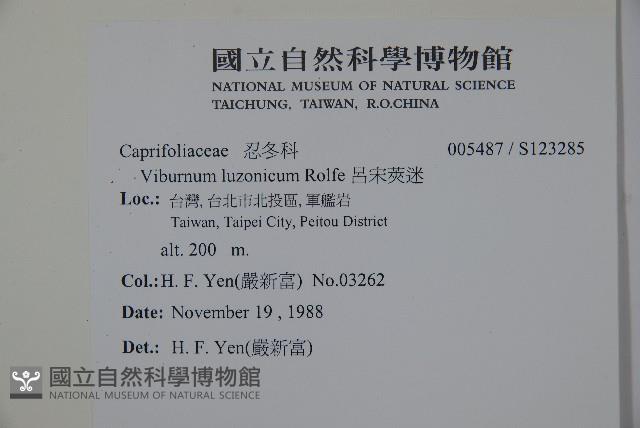 國立自然科學博物館
NATIONAL MUSEUM OF NATURAL SCIENCE
TAICHUNG, TAIWAN, R.O.CHINA
Caprifoliaceae 忍冬科 005487 / S123285
Viburnum luzonicum Rolfe 呂宋莢迷
Loc.: 台灣, 台北市北投區, 軍艦岩
Taiwan, Taipei City, Peitou District
alt. 200 m.
Col.: H. F. Yen(嚴新富) No.03262
Date: November 19 , 1988
Det.: H. F. Yen(嚴新富)
國立自然科學博物館
NATIONAL MUSEUM OF NATURAL SCIENCE